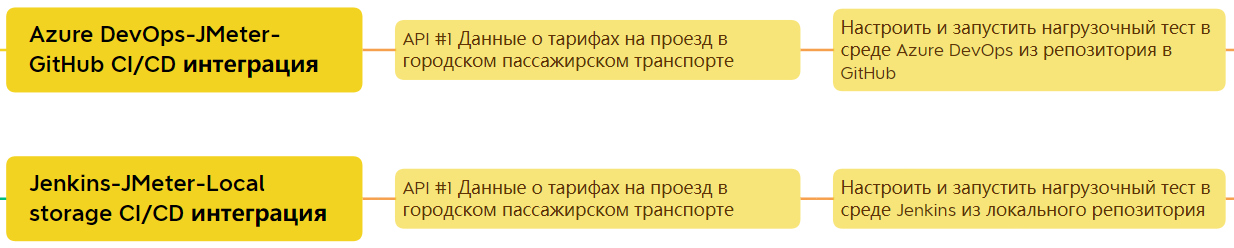 Azure DevOps-JMeter-
GitHub CI/CD интеграция
API #1 Данные о тарифах на проезд в
городском пассажирском транспорте
Настроить и запустить нагрузочный тест в
среде Azure DevOps из репозитория в
GitHub
Jenkins-JMeter-Local
storage CI/CD интеграция
API #1 Данные о тарифах на проезд в
городском пассажирском транспорте
Настроить и запустить нагрузочный тест в
среде Jenkins из локального репозитория